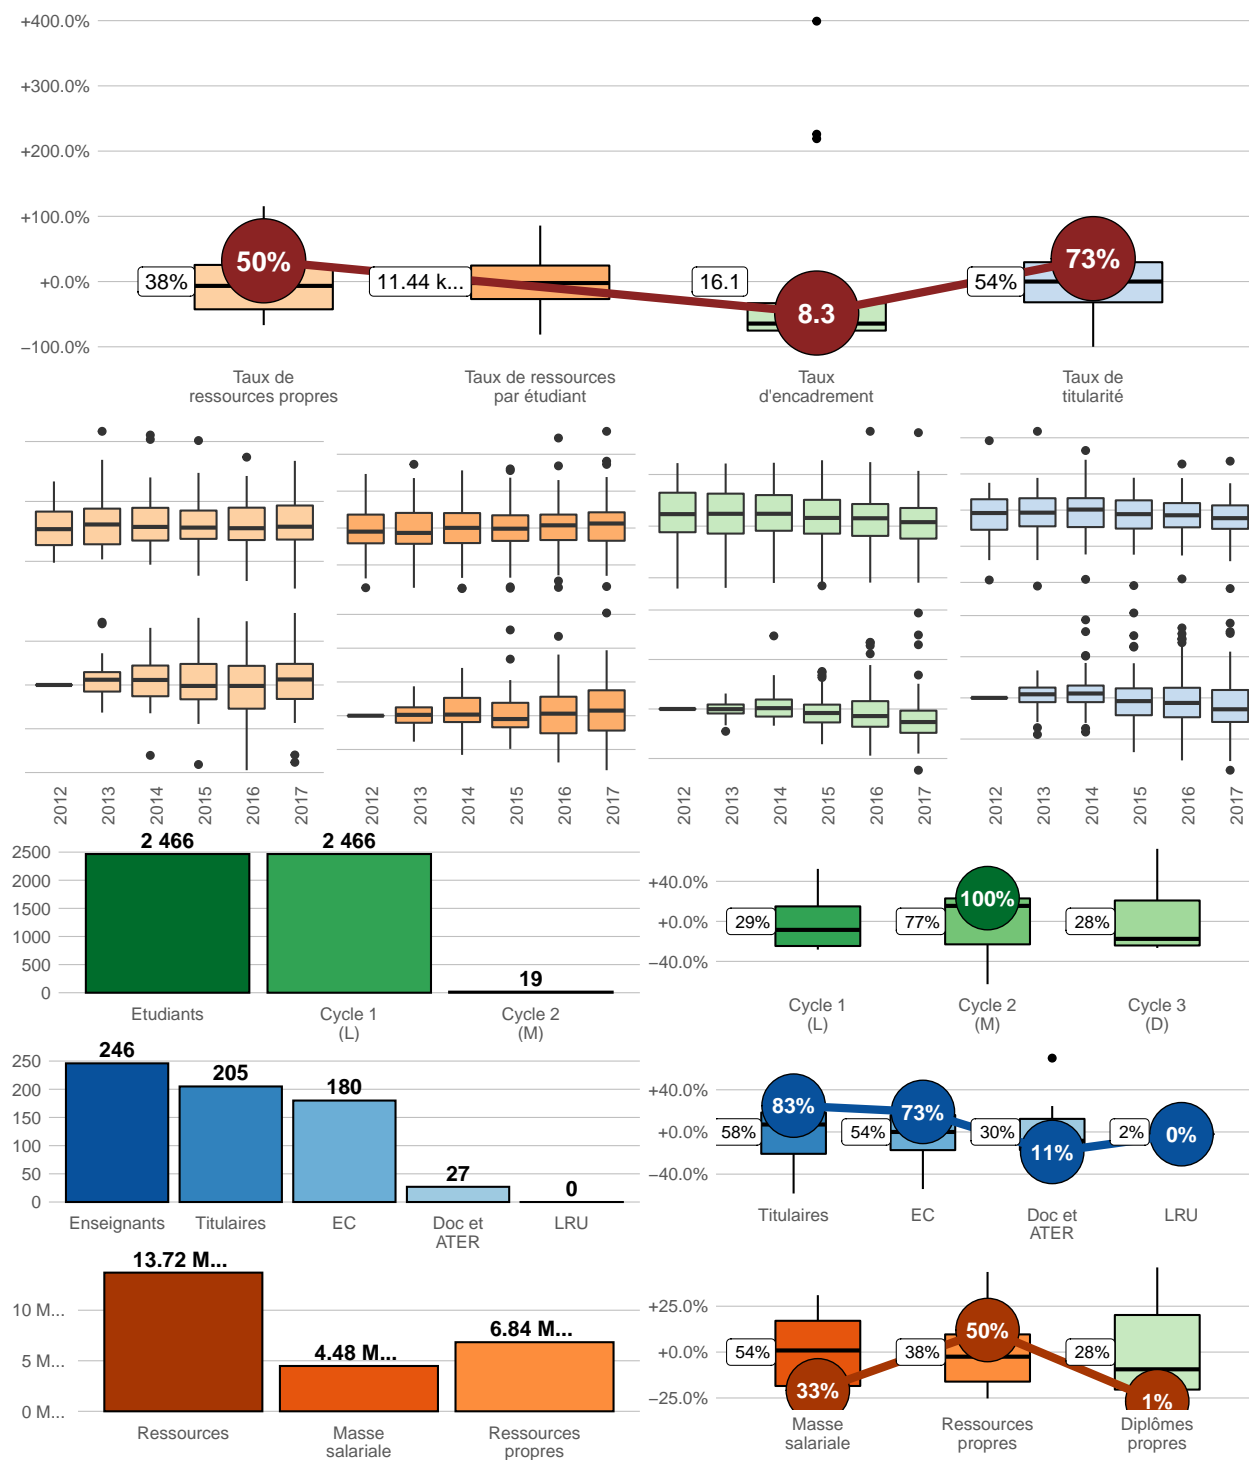 +400.0%
+300.0%
+200.0%
+100.0%
+0.0%
−100.0%
38%
50%
11.44 k...
16.1
8.3
54%
73%
Taux de
ressources propres
Taux de ressources
par étudiant
Taux
d'encadrement
Taux de
titularité
2012
2013
2014
2015
2016
2017
2012
2013
2014
2015
2016
2017
2012
2013
2014
2015
2016
2017
2012
2013
2014
2015
2016
2017
2500
2000
1500
1000
500
0
2 466
2 466
19
Etudiants
Cycle 1
(L)
Cycle 2
(M)
+40.0%
+0.0%
−40.0%
29%
77%
100%
28%
Cycle 1
(L)
Cycle 2
(M)
Cycle 3
(D)
250
200
150
100
50
0
246
205
180
27
0
Enseignants
Titulaires
EC
Doc et
ATER
LRU
+40.0%
+0.0%
−40.0%
58%
83%
54%
73%
30%
11%
2%
0%
Titulaires
EC
Doc et
ATER
LRU
10 M...
5 M...
0 M...
13.72 M...
4.48 M...
6.84 M...
Ressources
Masse
salariale
Ressources
propres
+25.0%
+0.0%
−25.0%
54%
33%
38%
50%
28%
1%
Masse
salariale
Ressources
propres
Diplômes
propres